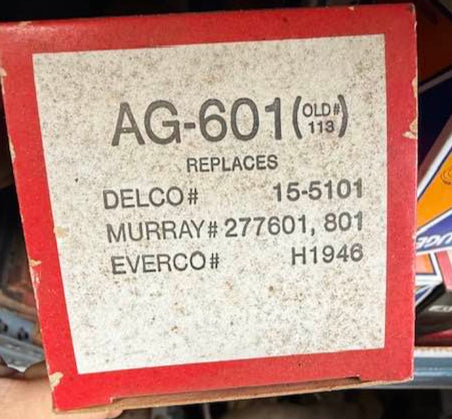 AG-601 (OLD# 113)
REPLACES
DELCO# 15-5101
MURRAY# 277601, 801
EVERCO# H1946